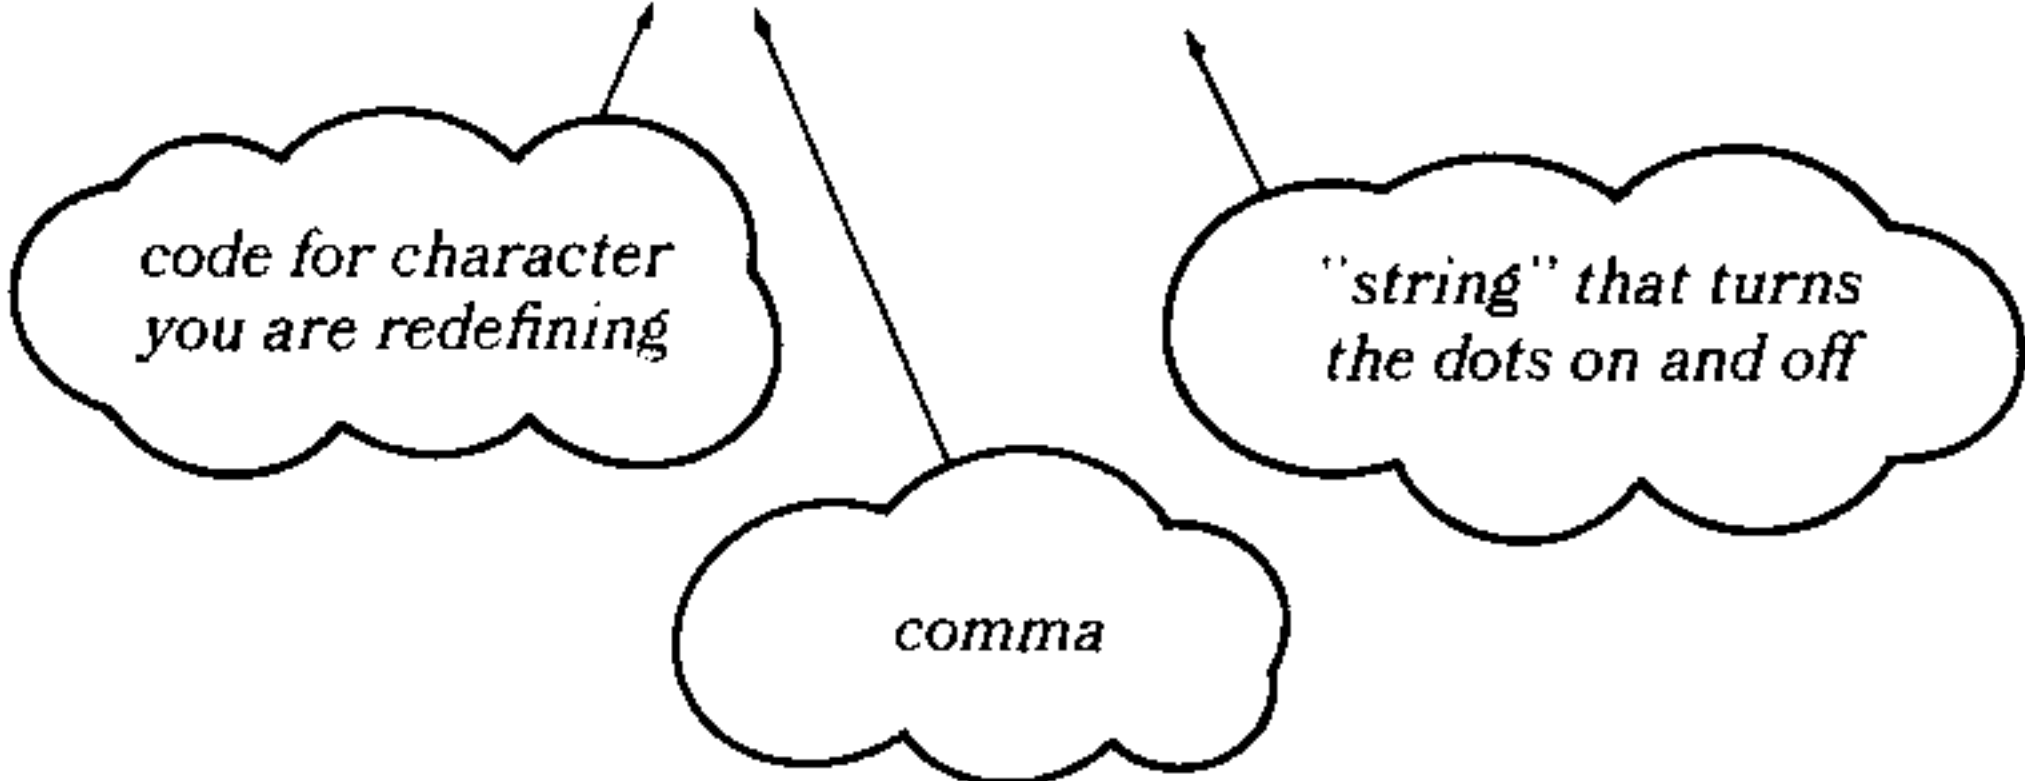 code for character
you are redefining
"string" that turns
the dots on and off
comma